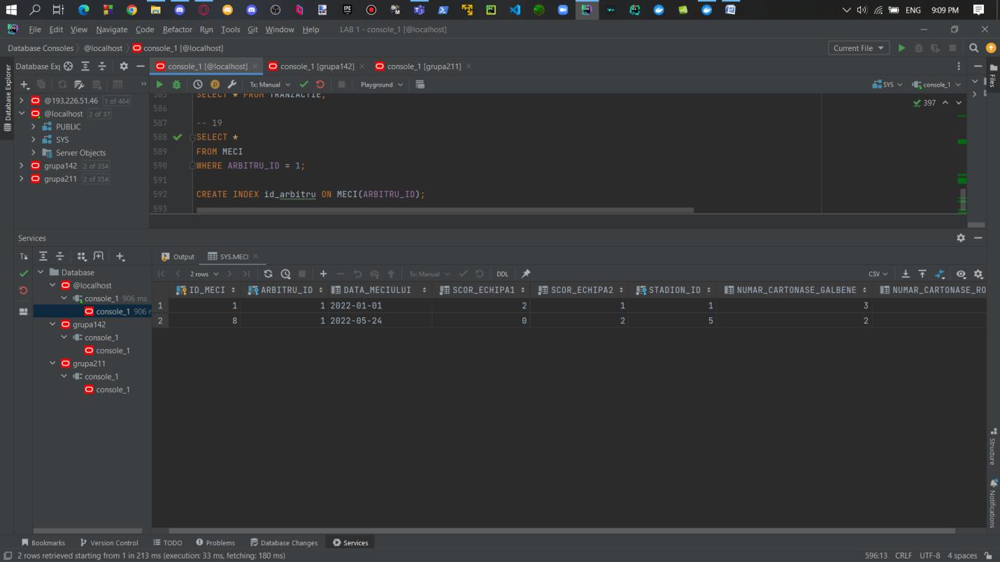 ENG 9:09 PM
File Edit View Navigate Code Refactor Run Tools Git Window Help LAB 1 - console_1 [@localhost]
Database Consoles @localhost console_1 [@localhost] Current File
Database Exp console_1 [@localhost] console_1 [grupa142] console_1 [grupa211]
Tx: Manual Playground SYS console_1
Database Explorer
Files
@193.226.51.46 1 of 464
@localhost 2 of 37
PUBLIC
SYS
Server Objects
grupa142 2 of 354
grupa211 2 of 354
397
585 SELECT * FROM TRANZACTIE;
586
587 -- 19
588 SELECT *
589 FROM MECI
590 WHERE ARBITRU_ID = 1;
591
592 CREATE INDEX id_arbitru ON MECI(ARBITRU_ID);
593
Services
Tx
Output SYS.MECI
Database
@localhost
console_1 906 ms
console_1 906 m
grupa142
console_1
console_1
grupa211
console_1
console_1
2 rows Tx: Manual DDL CSV
ID_MECI ARBITRU_ID DATA_MECIULUI SCOR_ECHIPA1 SCOR_ECHIPA2 STADION_ID NUMAR_CARTONASE_GALBENE NUMAR_CARTONASE_RO
1 1 1 2022-01-01 2 1 1 3
2 8 1 2022-05-24 0 2 5 2
Structure
Notifications
Bookmarks Version Control TODO Problems Database Changes Services
2 rows retrieved starting from 1 in 213 ms (execution: 33 ms, fetching: 180 ms) 596:13 CRLF UTF-8 4 spaces